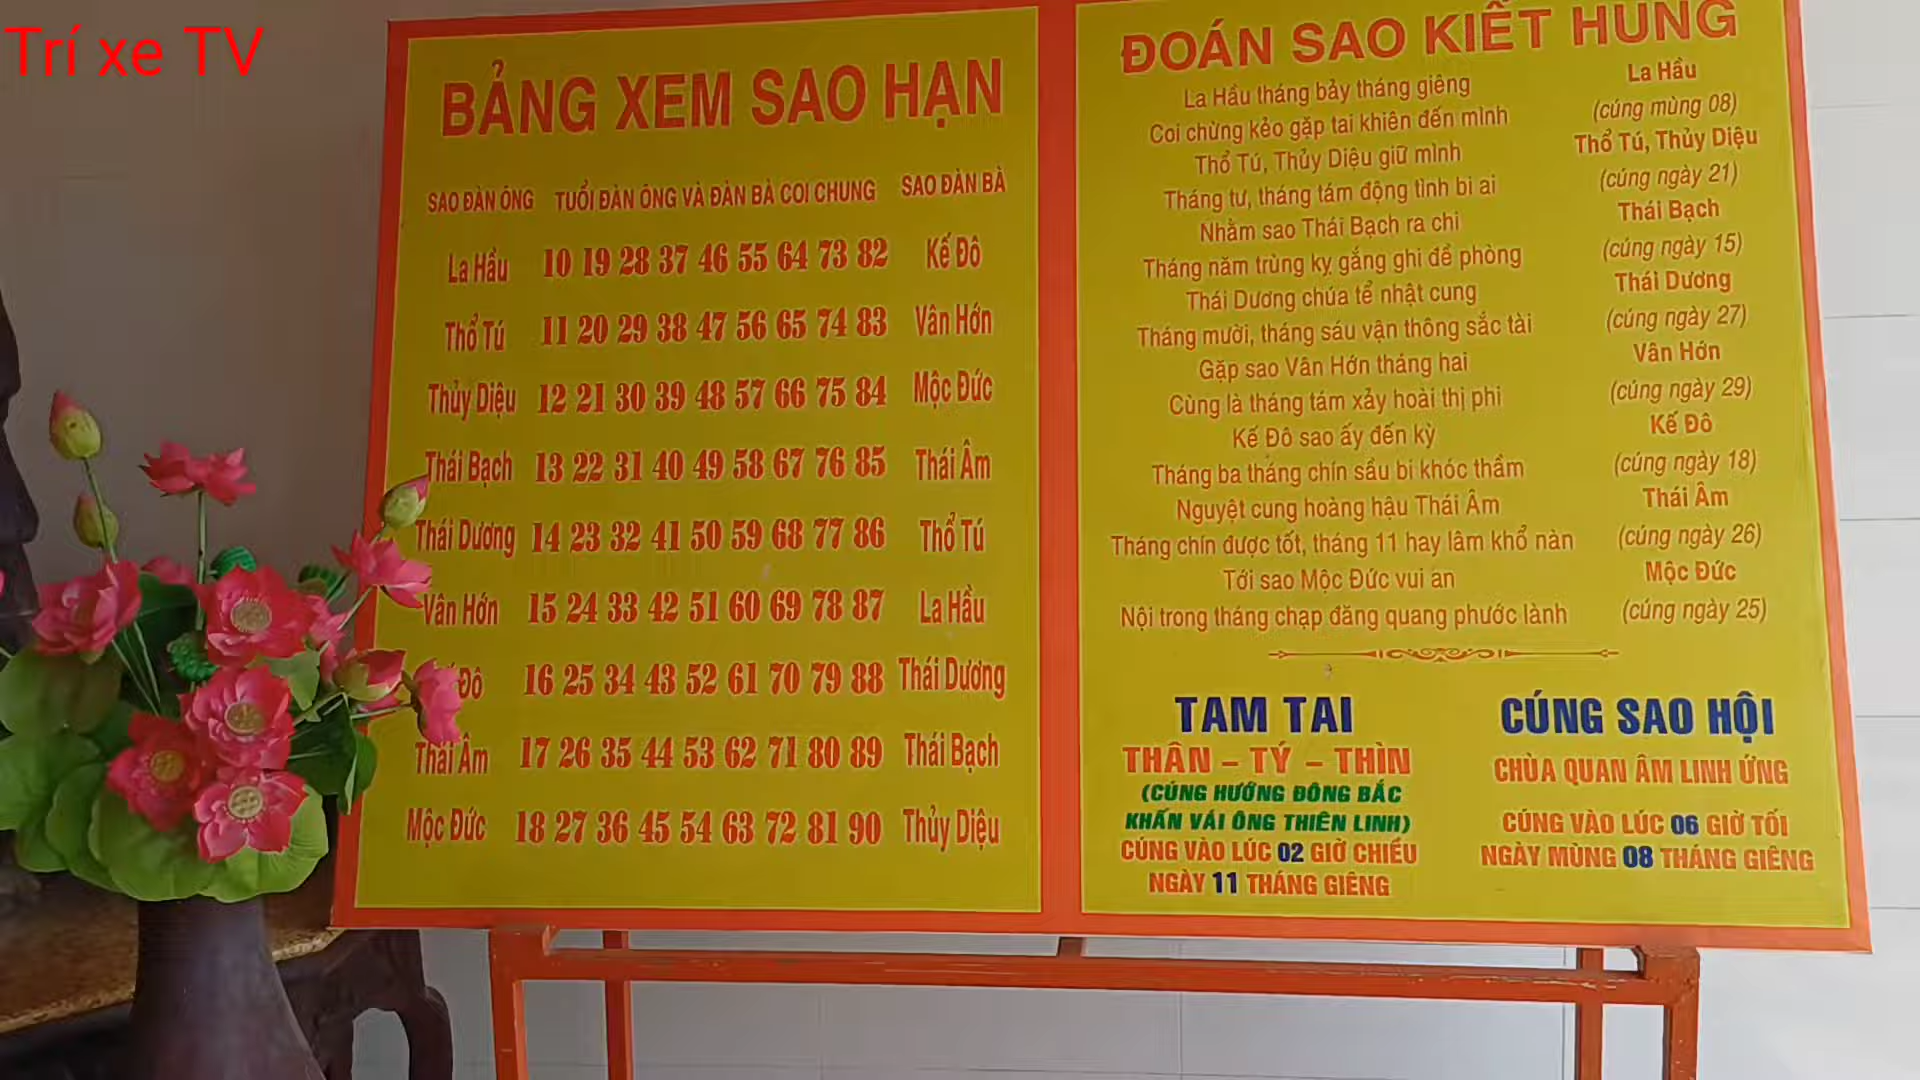 Trí xe TV
BẢNG XEM SAO HẠN
SAO ĐÀN ÔNG TUỔI ĐÀN ÔNG VÀ ĐÀN BÀ COI CHUNG SAO ĐÀN BÀ
La Hầu 10 19 28 37 46 55 64 73 82 Kế Đô
Thổ Tú 11 20 29 38 47 56 65 74 83 Vân Hớn
Thủy Diệu 12 21 30 39 48 57 66 75 84 Mộc Đức
Thái Bạch 13 22 31 40 49 58 67 76 85 Thái Âm
Thái Dương 14 23 32 41 50 59 68 77 86 Thổ Tú
Vân Hớn 15 24 33 42 51 60 69 78 87 La Hầu
Đô 16 25 34 43 52 61 70 79 88 Thái Dương
Thái Âm 17 26 35 44 53 62 71 80 89 Thái Bạch
Mộc Đức 18 27 36 45 54 63 72 81 90 Thủy Diệu
ĐOÁN SAO KIẾT HUNG
La Hầu tháng bảy tháng giêng
Coi chừng kẻo gặp tai khiên đến mình
Thổ Tú, Thủy Diệu giữ mình
Tháng tư, tháng tám động tình bi ai
Nhằm sao Thái Bạch ra chi
Tháng năm trùng kỵ gắng ghi đề phòng
Thái Dương chúa tể nhật cung
Tháng mười, tháng sáu vận thông sắc tài
Gặp sao Vân Hớn tháng hai
Cùng là tháng tám xảy hoài thị phi
Kế Đô sao ấy đến kỳ
Tháng ba tháng chín sầu bi khóc thầm
Nguyệt cung hoàng hậu Thái Âm
Tháng chín được tốt, tháng 11 hay lâm khổ nàn
Tới sao Mộc Đức vui an
Nội trong tháng chạp đăng quang phước lành
La Hầu
(cúng mùng 08)
Thổ Tú, Thủy Diệu
(cúng ngày 21)
Thái Bạch
(cúng ngày 15)
Thái Dương
(cúng ngày 27)
Vân Hớn
(cúng ngày 29)
Kế Đô
(cúng ngày 18)
Thái Âm
(cúng ngày 26)
Mộc Đức
(cúng ngày 25)
TAM TAI
THÂN – TÝ – THÌN
(CÚNG HƯỚNG ĐÔNG BẮC
KHẤN VÁI ÔNG THIÊN LINH)
CÚNG VÀO LÚC 02 GIỜ CHIỀU
NGÀY 11 THÁNG GIÊNG
CÚNG SAO HỘI
CHÙA QUAN ÂM LINH ỨNG
CÚNG VÀO LÚC 06 GIỜ TỐI
NGÀY MÙNG 08 THÁNG GIÊNG